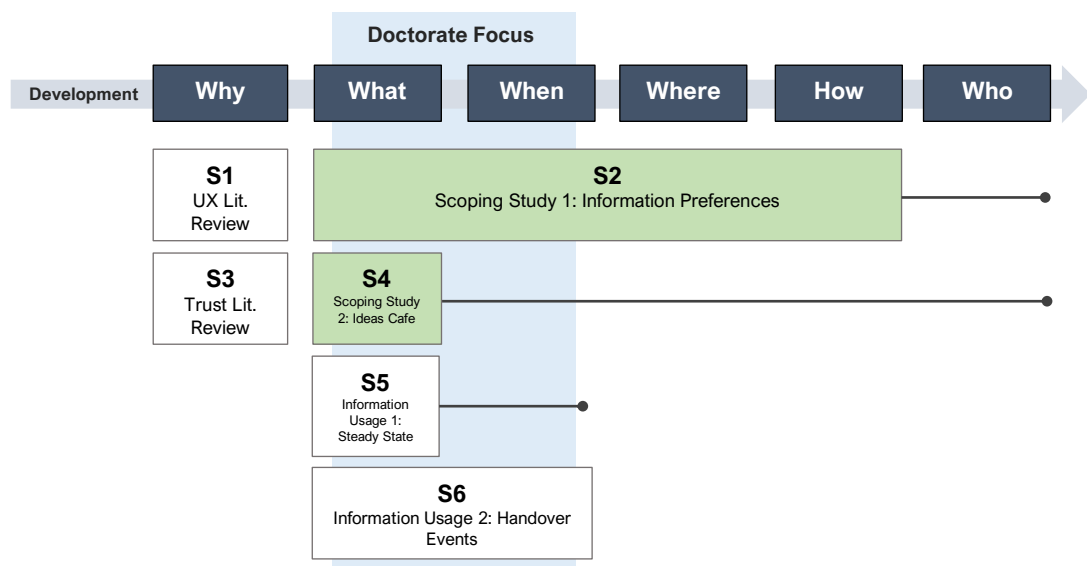 Doctorate Focus
Development
Why
What
When
Where
How
Who
S1
UX Lit.
Review
S2
Scoping Study 1: Information Preferences
S3
Trust Lit.
Review
S4
Scoping Study
2: Ideas Cafe
S5
Information
Usage 1:
Steady State
S6
Information Usage 2: Handover
Events